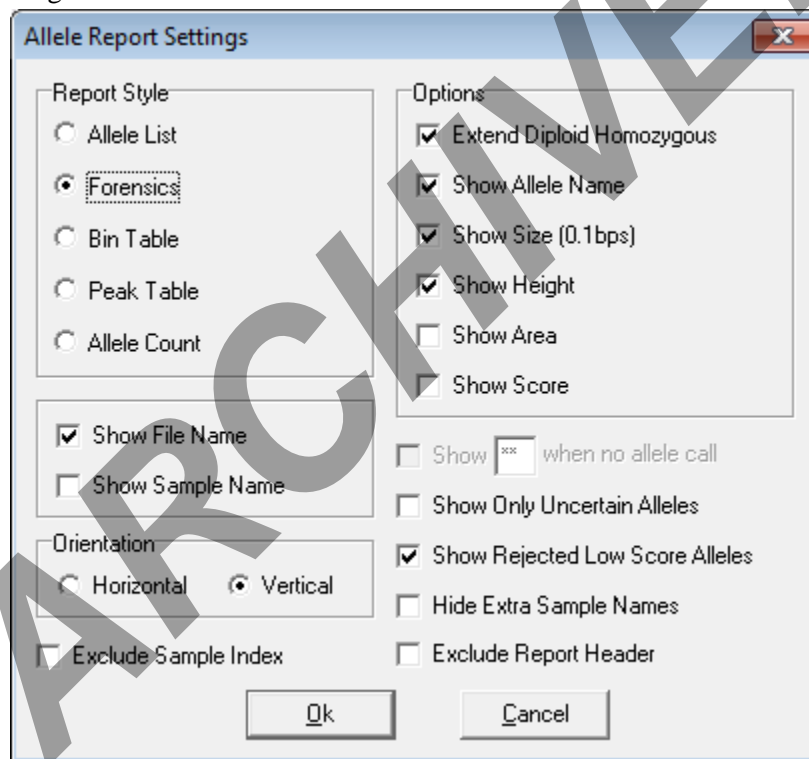 Allele Report Settings
Report Style
Allele List
Forensics
Bin Table
Peak Table
Allele Count
Show File Name
Show Sample Name
Orientation
Horizontal
Vertical
Exclude Sample Index
Options
Extend Diploid Homozygous
Show Allele Name
Show Size (0.1bps)
Show Height
Show Area
Show Score
Show ** when no allele call
Show Only Uncertain Alleles
Show Rejected Low Score Alleles
Hide Extra Sample Names
Exclude Report Header
Ok
Cancel
ARCHIVE